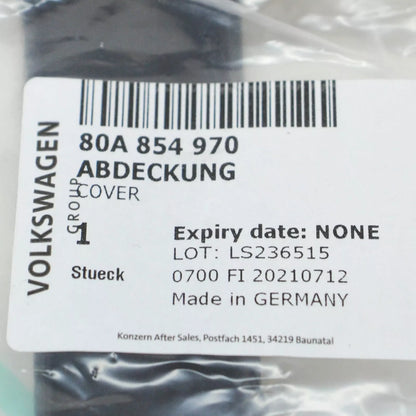 VOLKSWAGEN
GROUP
80A 854 970
ABDECKUNG
COVER
1
Stueck
Expiry date: NONE
LOT: LS236515
0700 FI 20210712
Made in GERMANY
Konzern After Sales, Postfach 1451, 34219 Baunatal